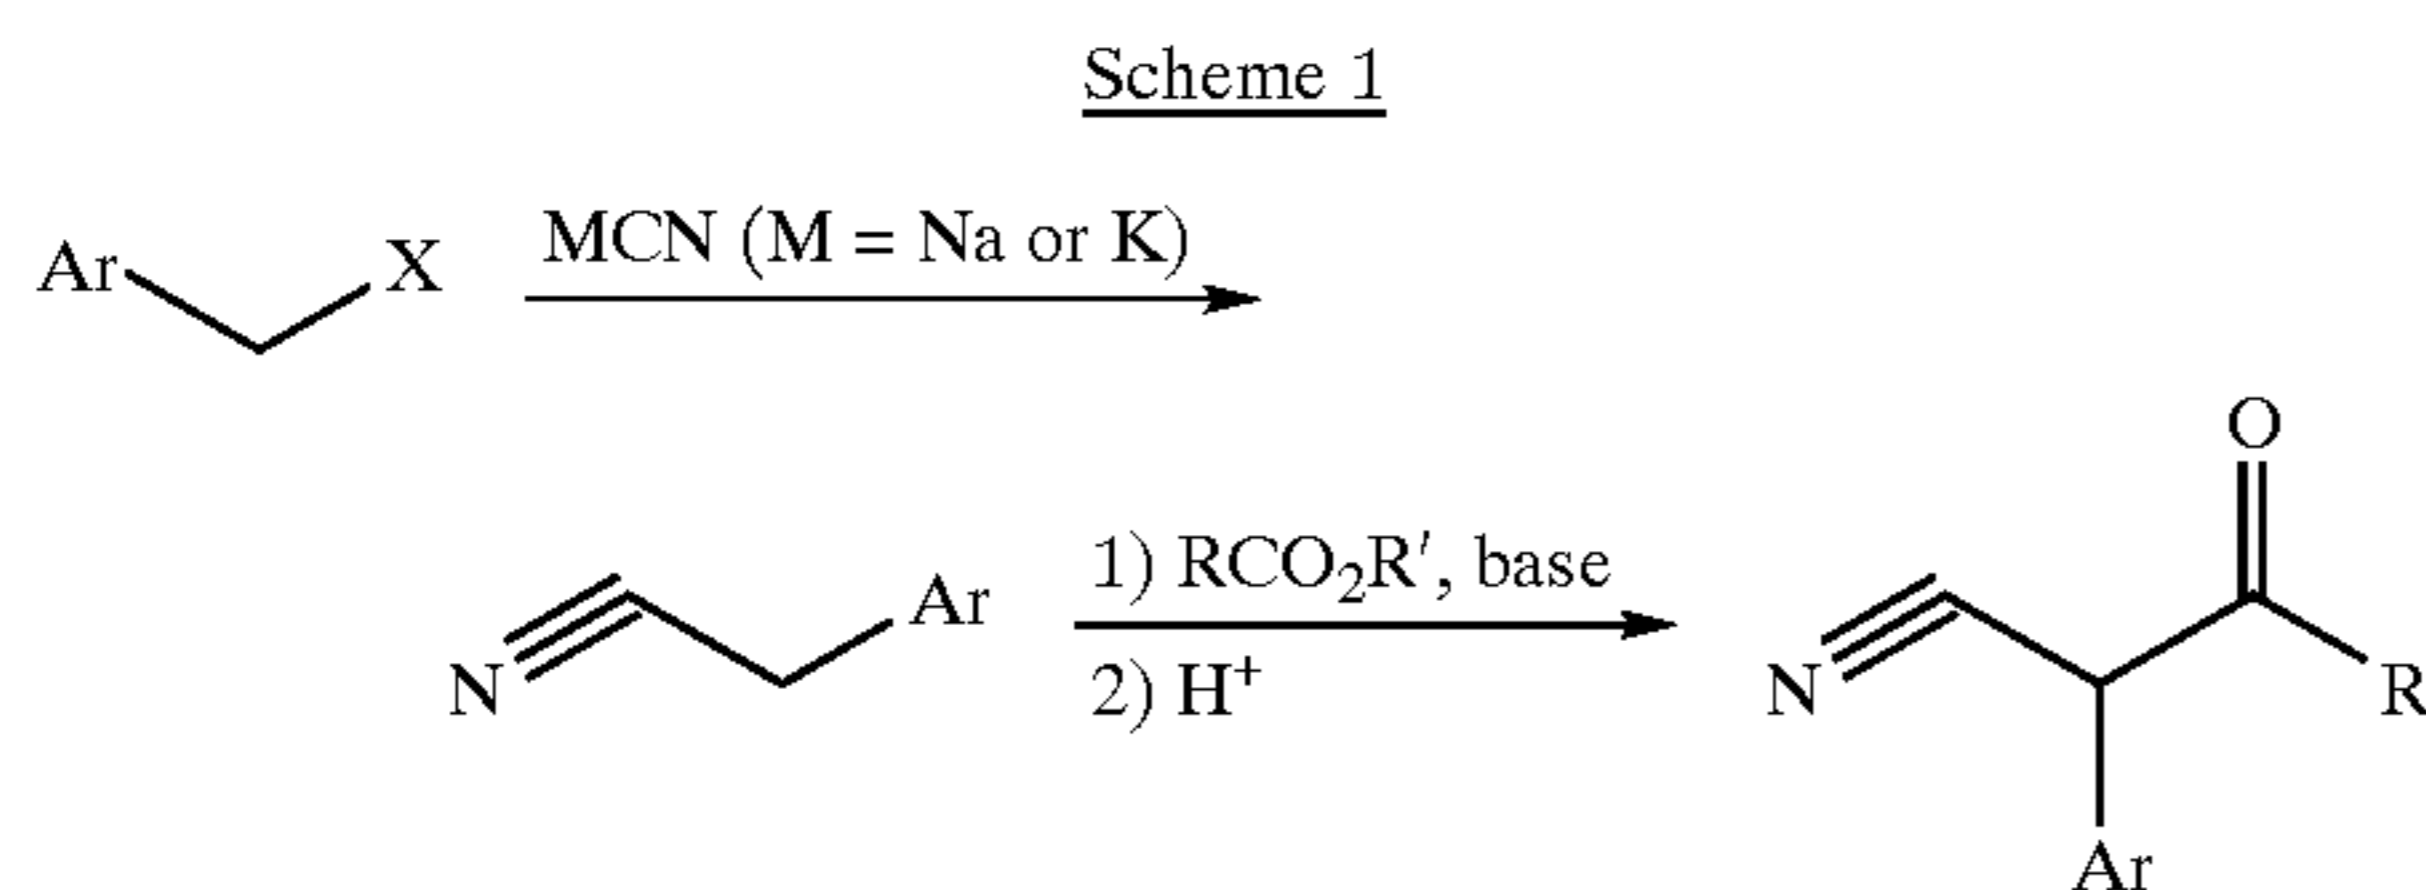 Scheme 1
Ar X MCN (M = Na or K)
O
N Ar 1) RCO₂R′, base
2) H⁺
N R
Ar